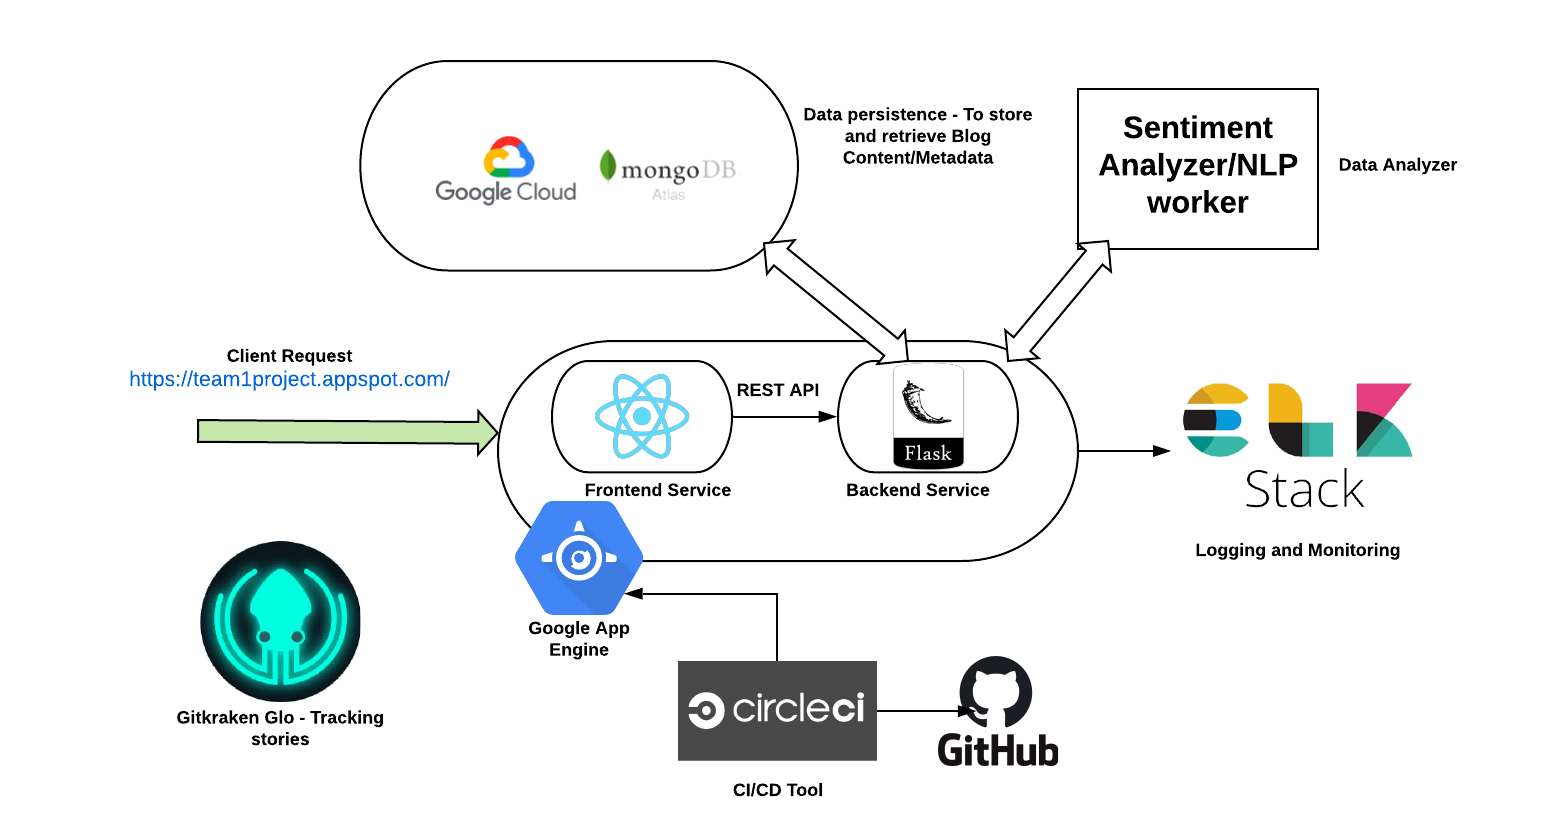 Google Cloud
mongoDB
Atlas
Data persistence - To store
and retrieve Blog
Content/Metadata
Sentiment
Analyzer/NLP
worker
Data Analyzer
Client Request
https://team1project.appspot.com/
REST API
Flask
Frontend Service
Backend Service
ELK
Stack
Logging and Monitoring
Google App
Engine
Gitkraken Glo - Tracking
stories
circleci
GitHub
CI/CD Tool